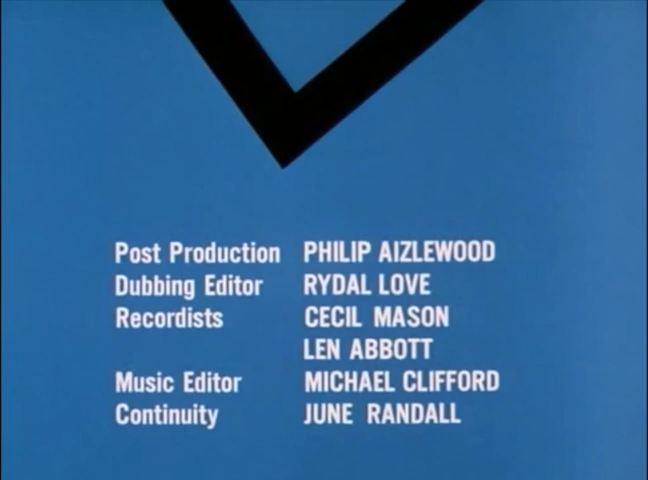 Post Production PHILIP AIZLEWOOD
Dubbing Editor RYDAL LOVE
Recordists CECIL MASON
LEN ABBOTT
Music Editor MICHAEL CLIFFORD
Continuity JUNE RANDALL